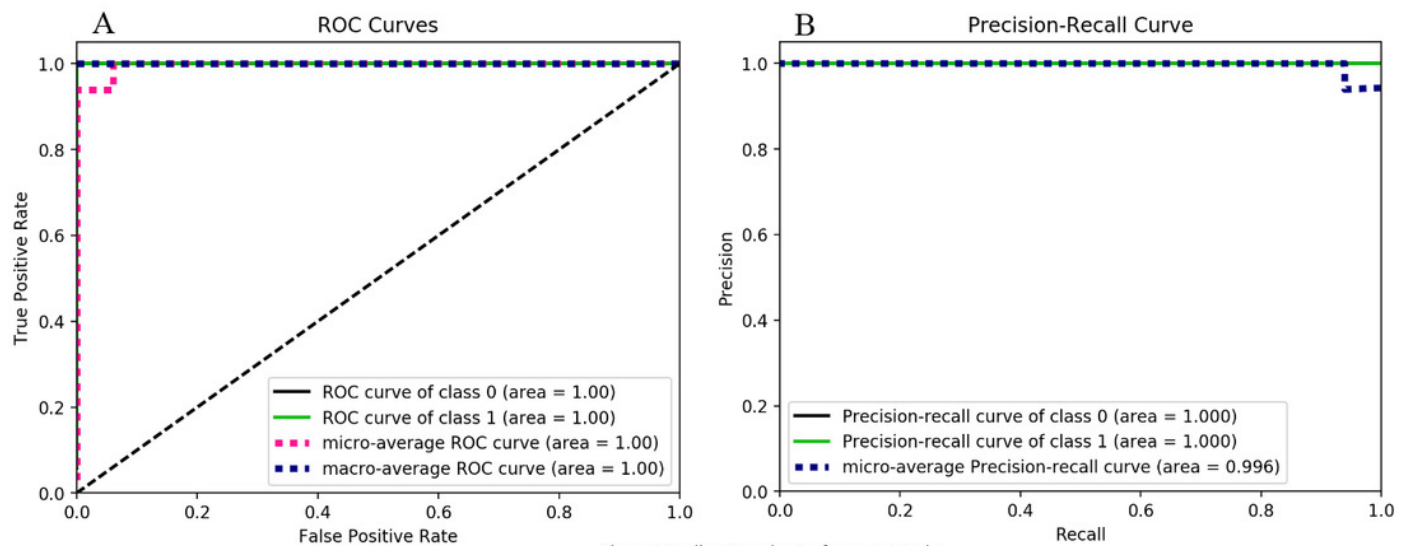 A
ROC Curves
True Positive Rate
1.0
0.8
0.6
0.4
0.2
0.0
ROC curve of class 0 (area = 1.00)
ROC curve of class 1 (area = 1.00)
micro-average ROC curve (area = 1.00)
macro-average ROC curve (area = 1.00)
0.0 0.2 0.4 0.6 0.8 1.0
False Positive Rate
B
Precision-Recall Curve
Precision
1.0
0.8
0.6
0.4
0.2
0.0
Precision-recall curve of class 0 (area = 1.000)
Precision-recall curve of class 1 (area = 1.000)
micro-average Precision-recall curve (area = 0.996)
0.0 0.2 0.4 0.6 0.8 1.0
Recall